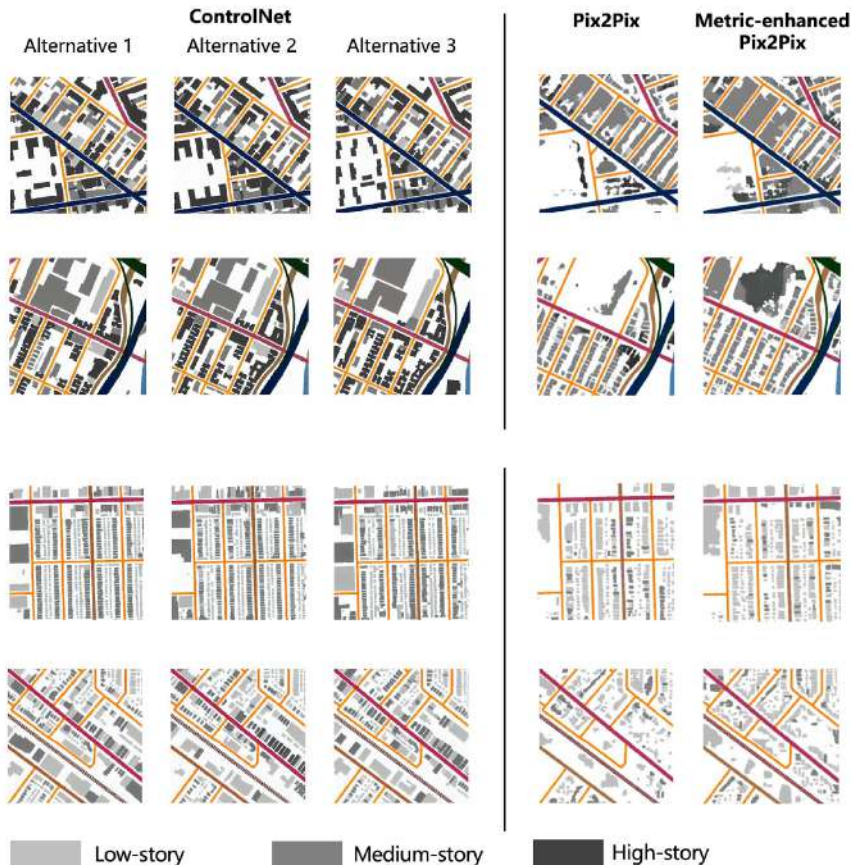 ControlNet
Alternative 1
Alternative 2
Alternative 3
Pix2Pix
Metric-enhanced
Pix2Pix
Low-story
Medium-story
High-story